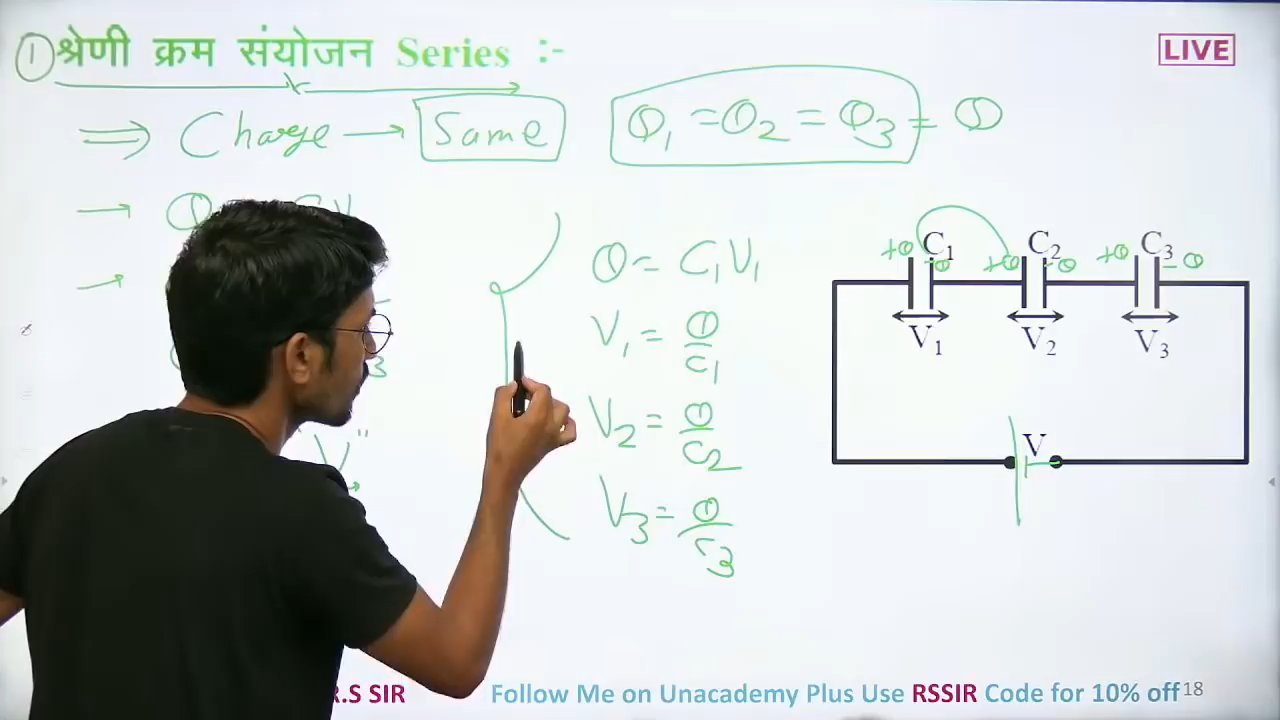 ① श्रेणी क्रम संयोजन Series :-
LIVE
⇒ Charge → Same
Q₁ = Q₂ = Q₃ = Q
→ Q
Q = C₁V₁
V₁ = Q/C₁
V₂ = Q/C₂
V₃ = Q/C₃
3
V"
+Q C₁ -Q +Q C₂ -Q +Q C₃ -Q
V₁ V₂ V₃
V
R.S SIR
Follow Me on Unacademy Plus Use RSSIR Code for 10% off 18